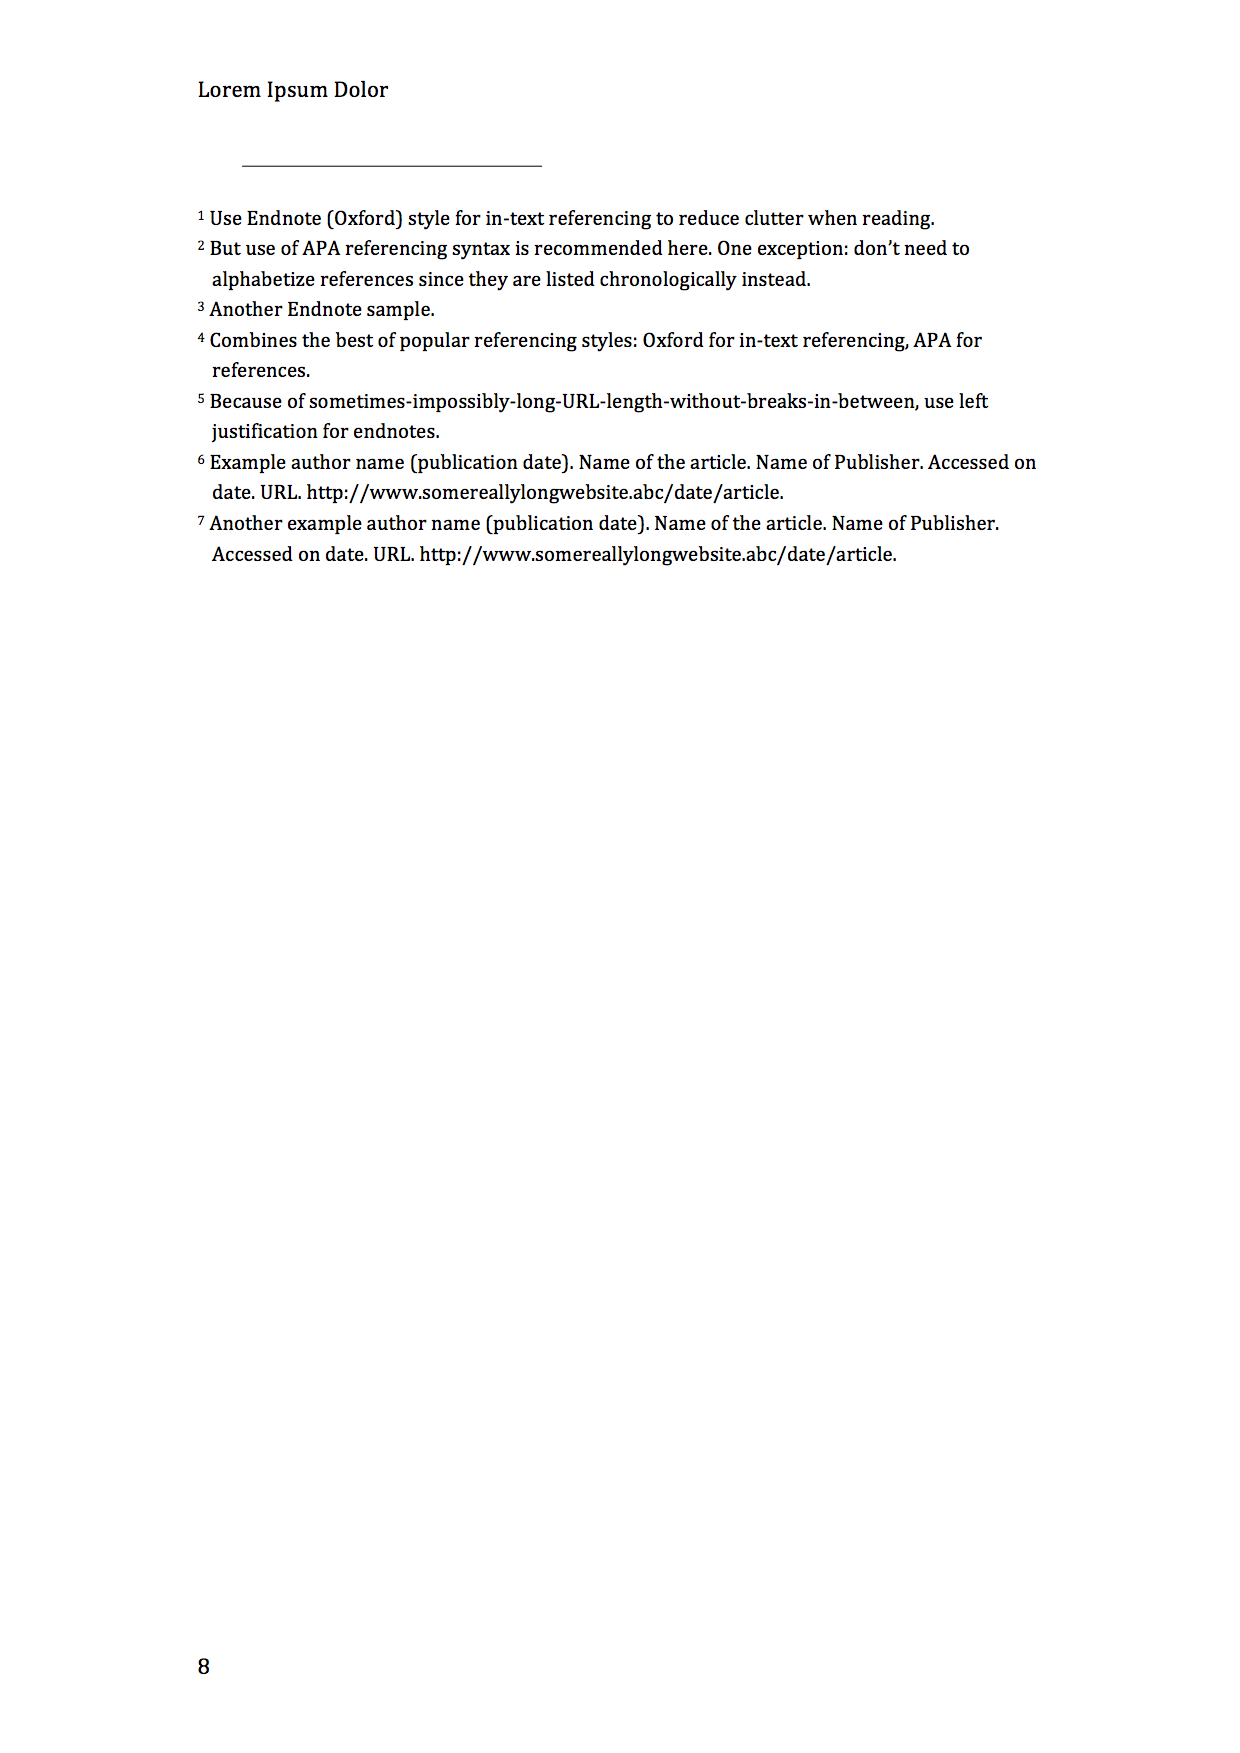 Lorem Ipsum Dolor
1 Use Endnote (Oxford) style for in-text referencing to reduce clutter when reading.
2 But use of APA referencing syntax is recommended here. One exception: don’t need to
alphabetize references since they are listed chronologically instead.
3 Another Endnote sample.
4 Combines the best of popular referencing styles: Oxford for in-text referencing, APA for
references.
5 Because of sometimes-impossibly-long-URL-length-without-breaks-in-between, use left
justification for endnotes.
6 Example author name (publication date). Name of the article. Name of Publisher. Accessed on
date. URL. http://www.somereallylongwebsite.abc/date/article.
7 Another example author name (publication date). Name of the article. Name of Publisher.
Accessed on date. URL. http://www.somereallylongwebsite.abc/date/article.
8